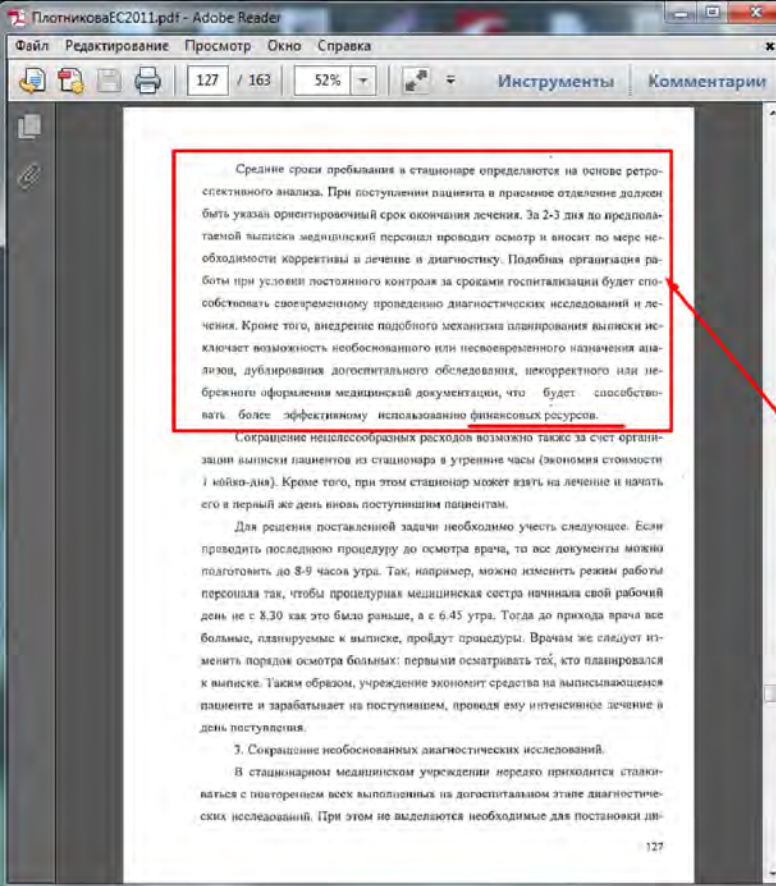 ПлотниковаЕС2011.pdf - Adobe Reader
Файл Редактирование Просмотр Окно Справка
127 / 163 52% Инструменты Комментарии
Средние сроки пребывания в стационаре определяются на основе ретро-
спективного анализа. При поступлении пациента в приемное отделение должен
быть указан ориентировочный срок окончания лечения. За 2-3 дня до предпола-
гаемой выписки медицинский персонал проводит осмотр и вносит по мере не-
обходимости коррективы в лечение и диагностику. Подобная организация ра-
боты при условии постоянного контроля за сроками госпитализации будет спо-
собствовать своевременному проведению диагностических исследований и ле-
чения. Кроме того, внедрение подобного механизма планирования выписки ис-
ключает возможность необоснованного или несвоевременного назначения ана-
лизов, дублирования догоспитального обследования, некорректного или не-
брежного оформления медицинской документации, что будет способство-
вать более эффективному использованию финансовых ресурсов.
Сокращение нецелесообразных расходов возможно также за счет органи-
зации выписки пациентов из стационара в утренние часы (экономия стоимости
1 койко-дня). Кроме того, при этом стационар может взять на лечение и начать
его в первый же день вновь поступившим пациентам.
Для решения поставленной задачи необходимо учесть следующее. Если
проводить последнюю процедуру до осмотра врача, то все документы можно
подготовить до 8-9 часов утра. Так, например, можно изменить режим работы
персонала так, чтобы процедурная медицинская сестра начинала свой рабочий
день не с 8.30 как это было раньше, а с 6.45 утра. Тогда до прихода врача все
больные, планируемые к выписке, пройдут процедуры. Врачам же следует из-
менить порядок осмотра больных: первыми осматривать тех, кто планировался
к выписке. Таким образом, учреждение экономит средства на выписывающемся
пациенте и зарабатывает на поступившем, проводя ему интенсивное лечение в
день поступления.
3. Сокращение необоснованных диагностических исследований.
В стационарном медицинском учреждении нередко приходится сталки-
ваться с повторением всех выполненных на догоспитальном этапе диагностиче-
ских исследований. При этом не выделяются необходимые для постановки ди-
127